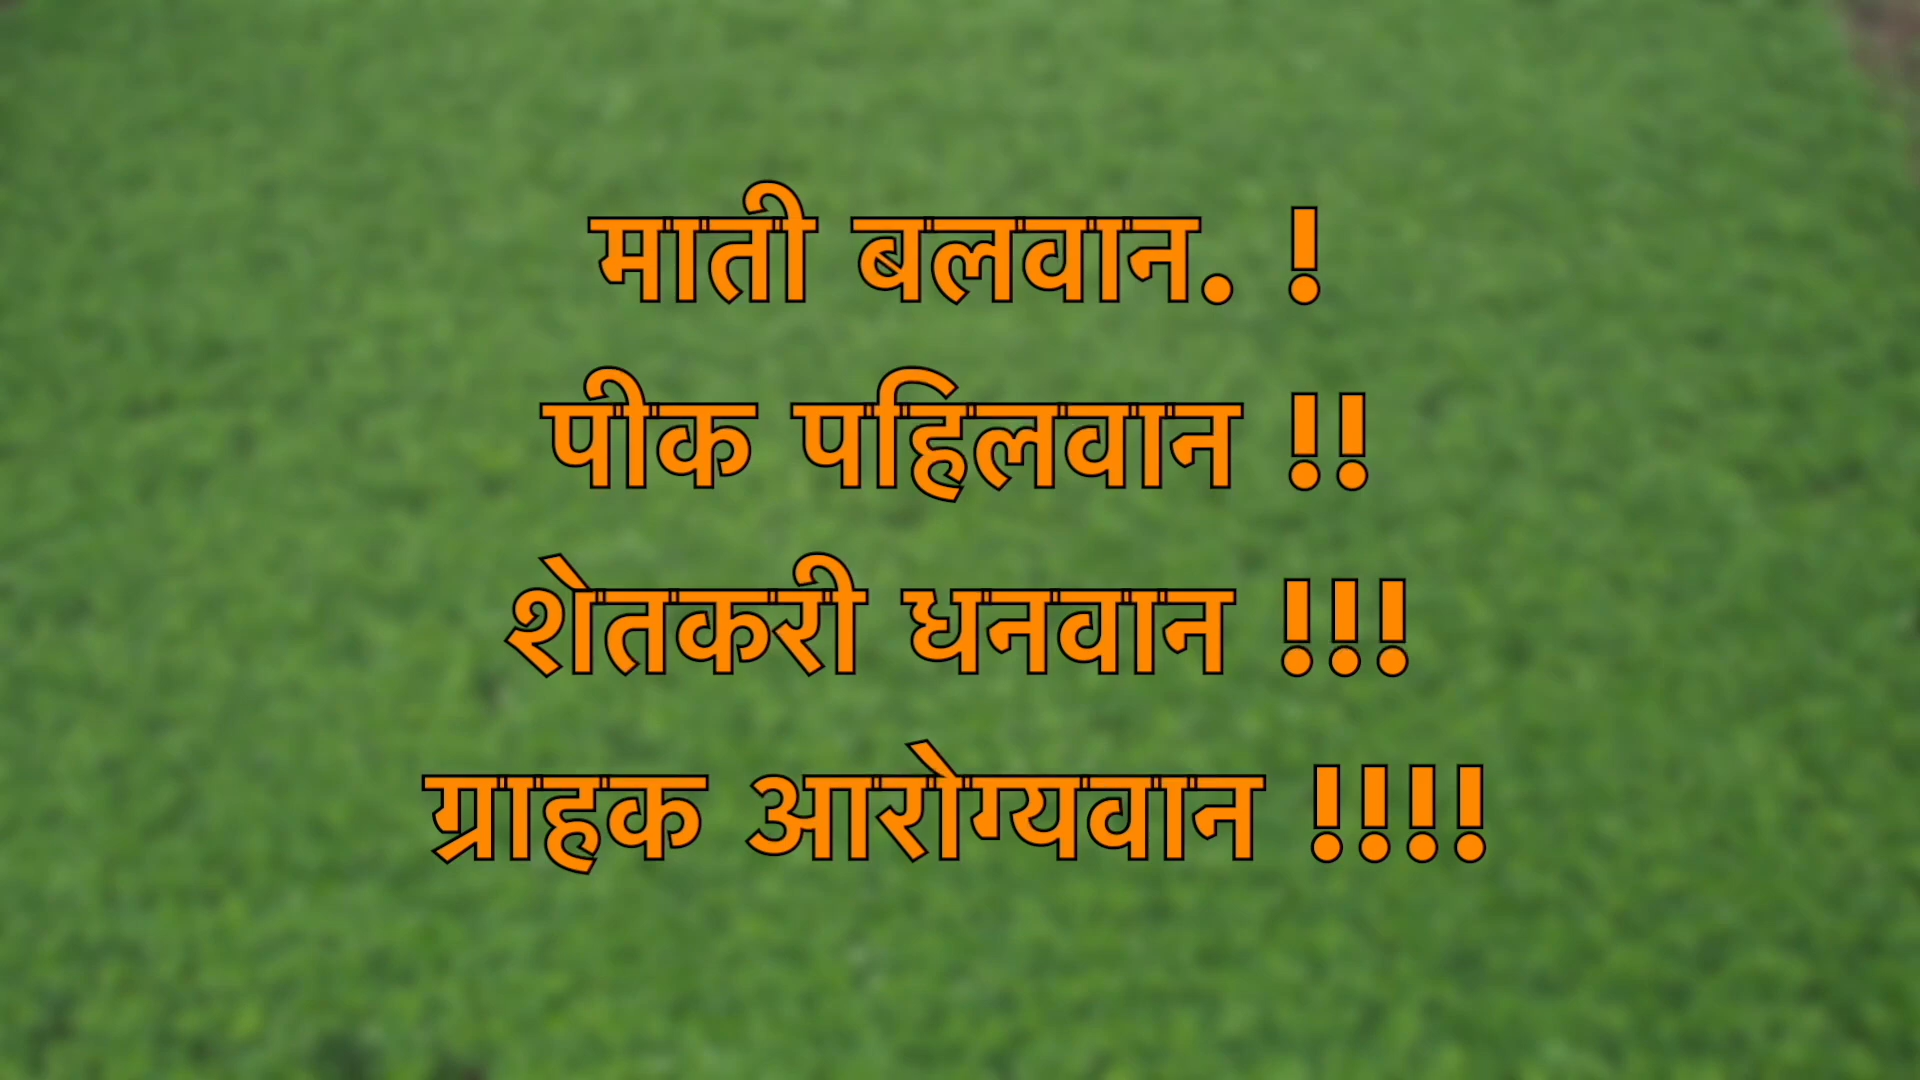 माती बलवान. !
पीक पहिलवान !!
शेतकरी धनवान !!!
ग्राहक आरोग्यवान !!!!